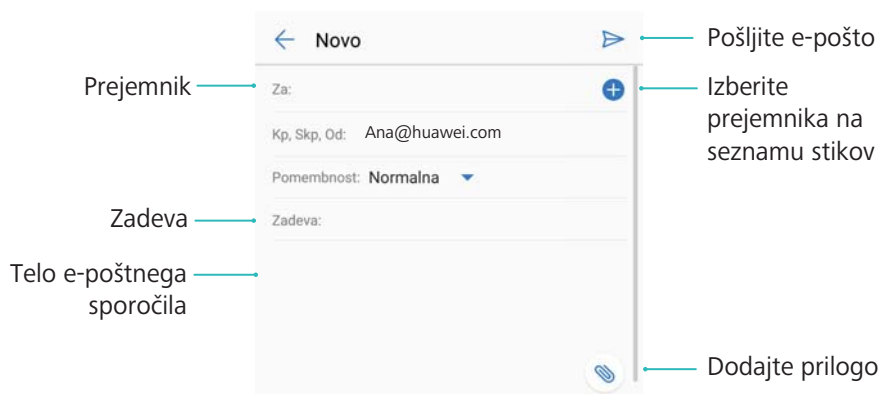 Novo
Pošljite e-pošto
Prejemnik
Za:
Izberite
prejemnika na
seznamu stikov
Kp, Skp, Od: Ana@huawei.com
Pomembnost: Normalna
Zadeva
Zadeva:
Telo e-poštnega
sporočila
Dodajte prilogo